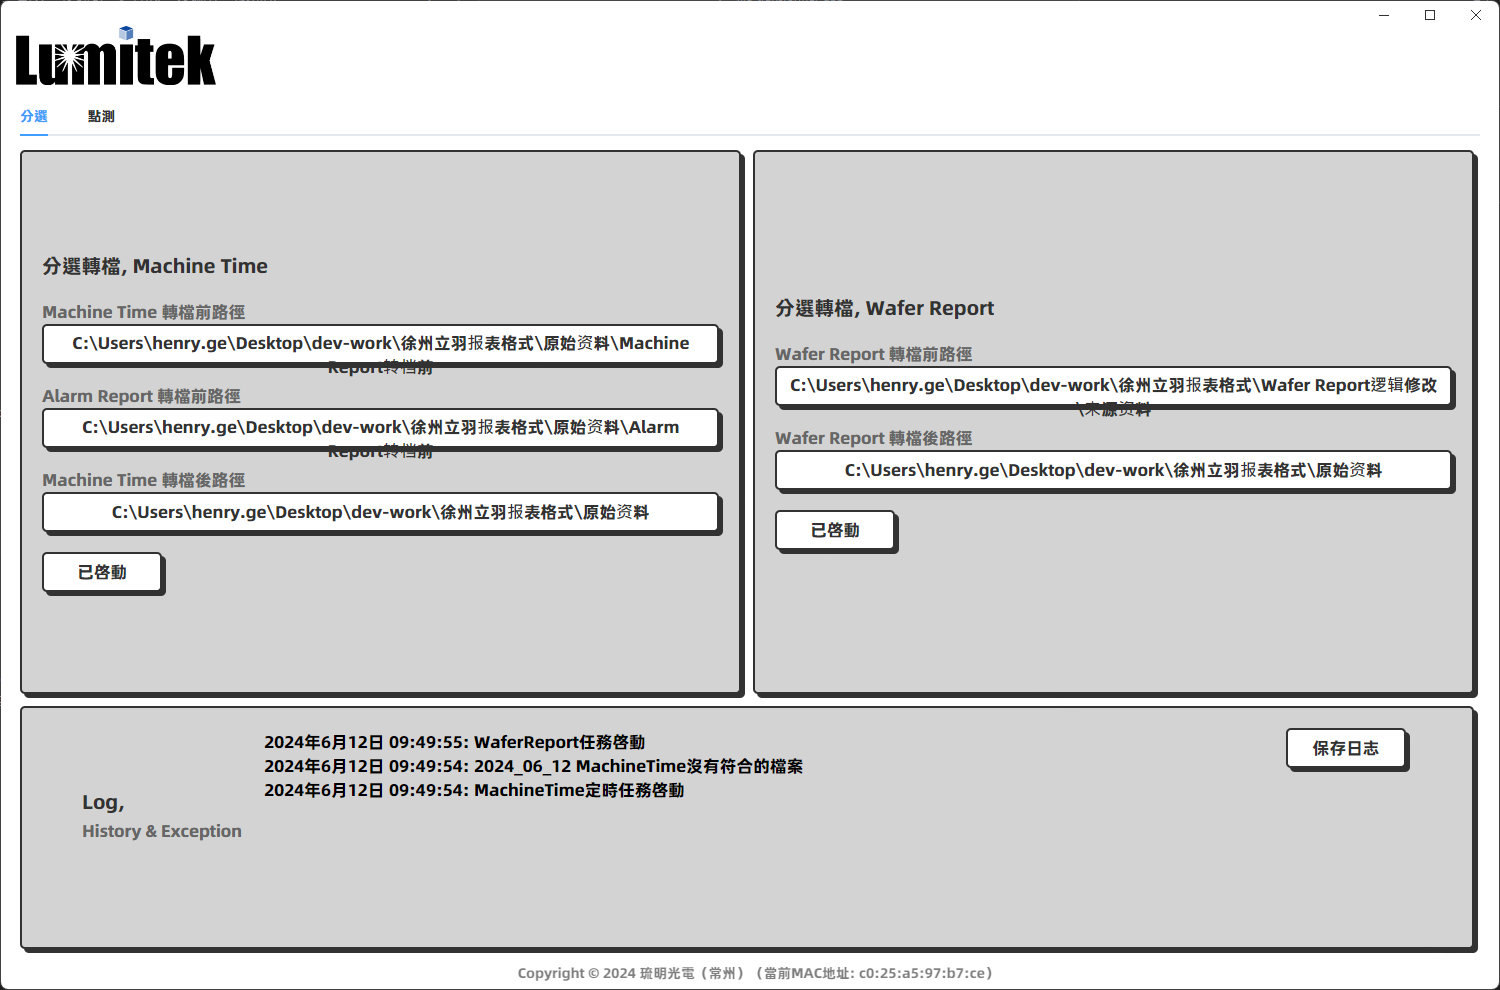 Lumitek
分選
點測
分選轉檔, Machine Time
Machine Time 轉檔前路徑
C:\Users\henry.ge\Desktop\dev-work\徐州立羽报表格式\原始资料\Machine
Report转档前
Alarm Report 轉檔前路徑
C:\Users\henry.ge\Desktop\dev-work\徐州立羽报表格式\原始资料\Alarm
Report转档前
Machine Time 轉檔後路徑
C:\Users\henry.ge\Desktop\dev-work\徐州立羽报表格式\原始资料
已啓動
分選轉檔, Wafer Report
Wafer Report 轉檔前路徑
C:\Users\henry.ge\Desktop\dev-work\徐州立羽报表格式\Wafer Report逻辑修改
\来源资料
Wafer Report 轉檔後路徑
C:\Users\henry.ge\Desktop\dev-work\徐州立羽报表格式\原始资料
已啓動
Log,
History & Exception
2024年6月12日 09:49:55: WaferReport任務啓動
2024年6月12日 09:49:54: 2024_06_12 MachineTime沒有符合的檔案
2024年6月12日 09:49:54: MachineTime定時任務啓動
保存日志
Copyright © 2024 琉明光電（常州）（當前MAC地址: c0:25:a5:97:b7:ce）